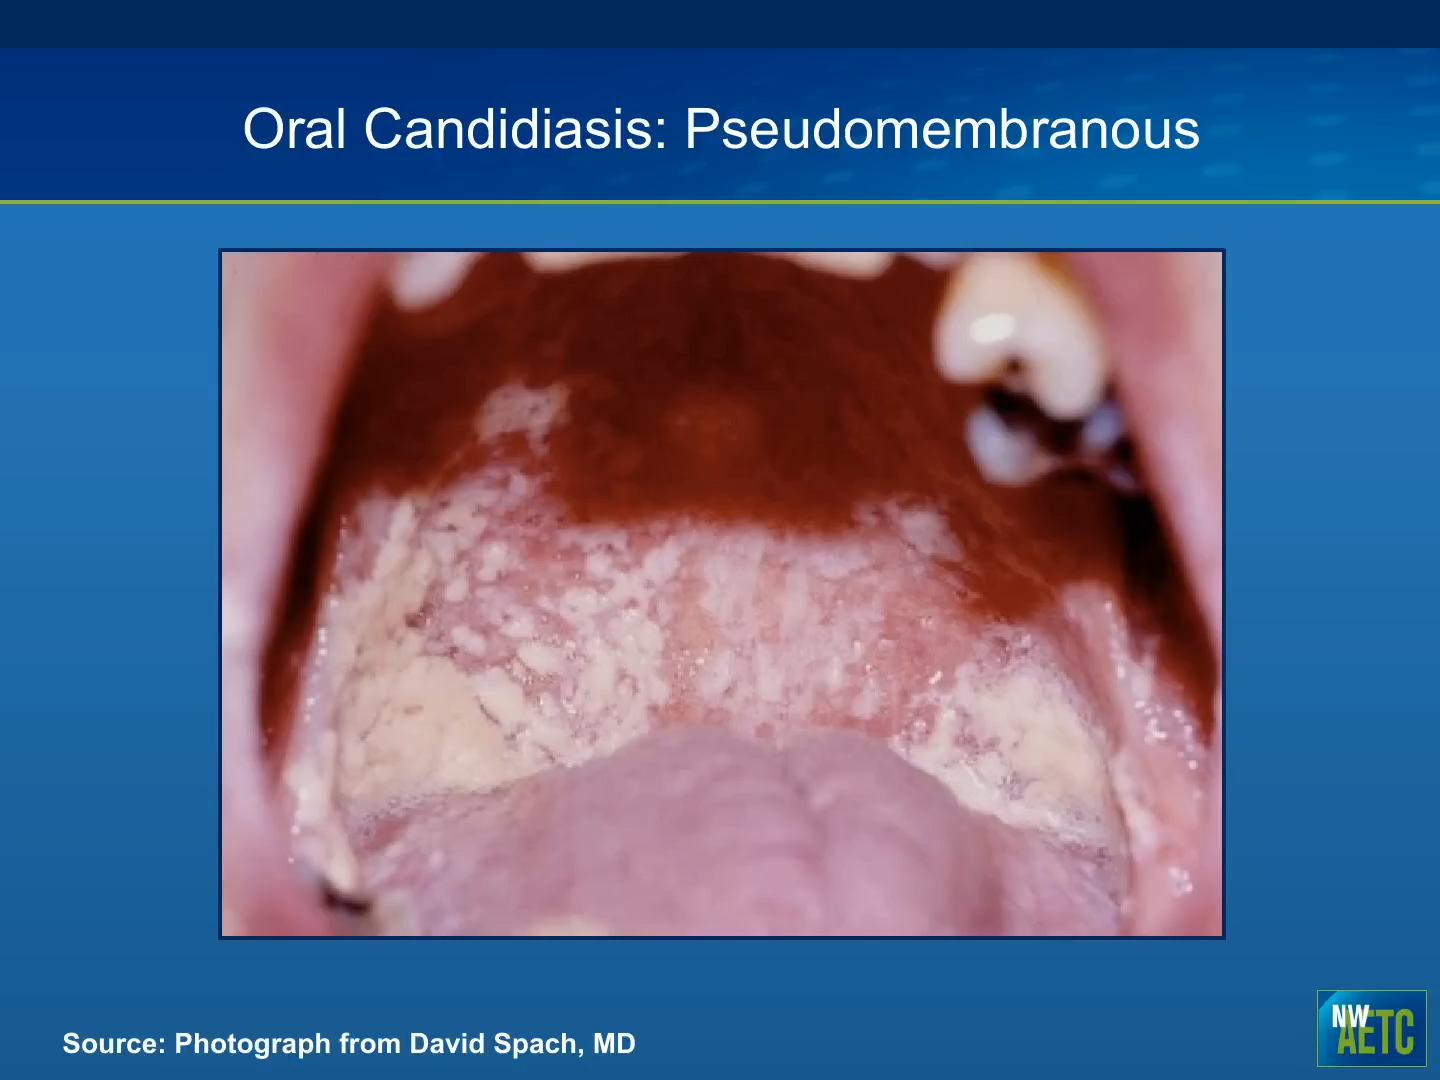 Oral Candidiasis: Pseudomembranous
Source: Photograph from David Spach, MD
NW
AETC